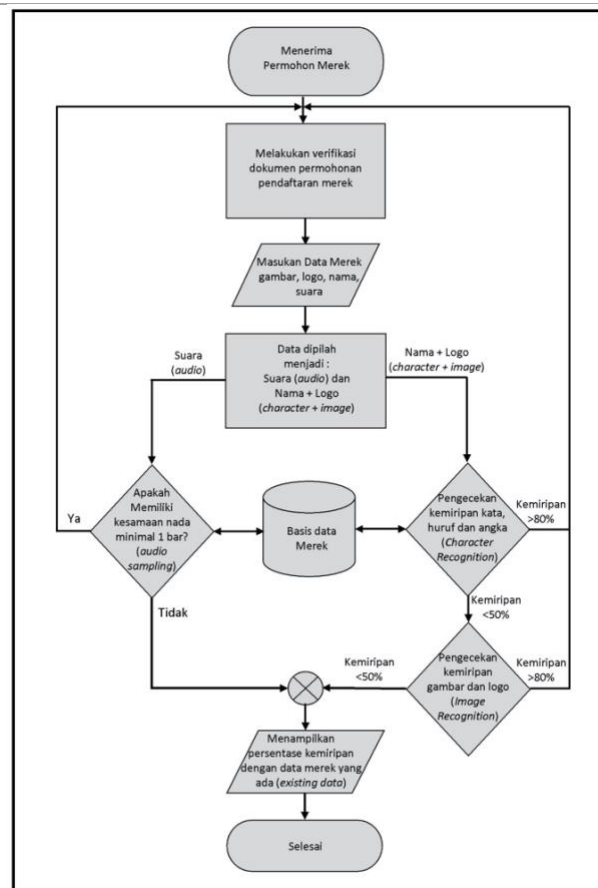 Menerima
Permohon Merek
Melakukan verifikasi
dokumen permohonan
pendaftaran merek
Masukan Data Merek
gambar, logo, nama,
suara
Suara
(audio)
Data dipilah
menjadi :
Suara (audio) dan
Nama + Logo
(character + image)
Nama + Logo
(character + image)
Ya
Apakah
Memiliki
kesamaan nada
minimal 1 bar?
(audio
sampling)
Basis data
Merek
Pengecekan
kemiripan kata,
huruf dan angka
(Character
Recognition)
Kemiripan
>80%
Tidak
Kemiripan
<50%
Kemiripan
<50%
Pengecekan
kemiripan
gambar dan logo
(Image
Recognition)
Kemiripan
>80%
Menampilkan
persentase kemiripan
dengan data merek yang
ada (existing data)
Selesai